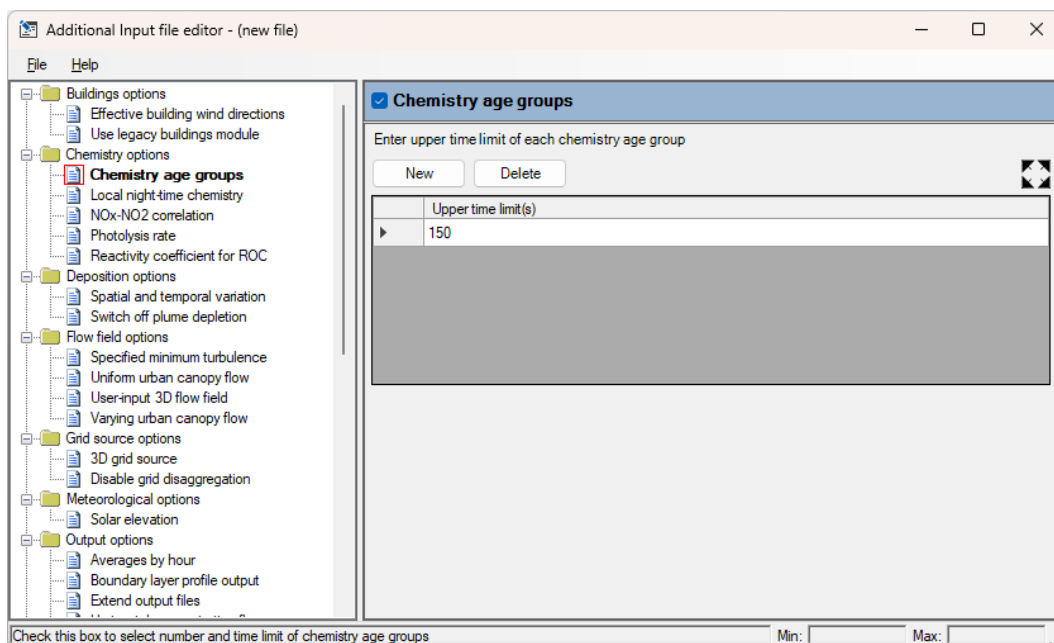 Additional Input file editor - (new file)
File Help
Buildings options
Effective building wind directions
Use legacy buildings module
Chemistry options
Chemistry age groups
Local night-time chemistry
NOx-NO2 correlation
Photolysis rate
Reactivity coefficient for ROC
Deposition options
Spatial and temporal variation
Switch off plume depletion
Flow field options
Specified minimum turbulence
Uniform urban canopy flow
User-input 3D flow field
Varying urban canopy flow
Grid source options
3D grid source
Disable grid disaggregation
Meteorological options
Solar elevation
Output options
Averages by hour
Boundary layer profile output
Extend output files
Chemistry age groups
Enter upper time limit of each chemistry age group
New Delete
Upper time limit(s)
150
Check this box to select number and time limit of chemistry age groups Min: Max: